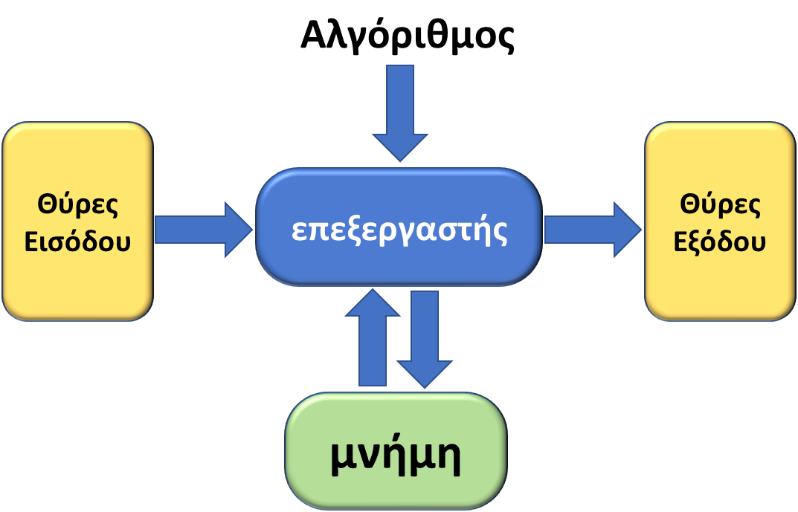 Αλγόριθμος
Θύρες
Εισόδου
επεξεργαστής
Θύρες
Εξόδου
μνήμη